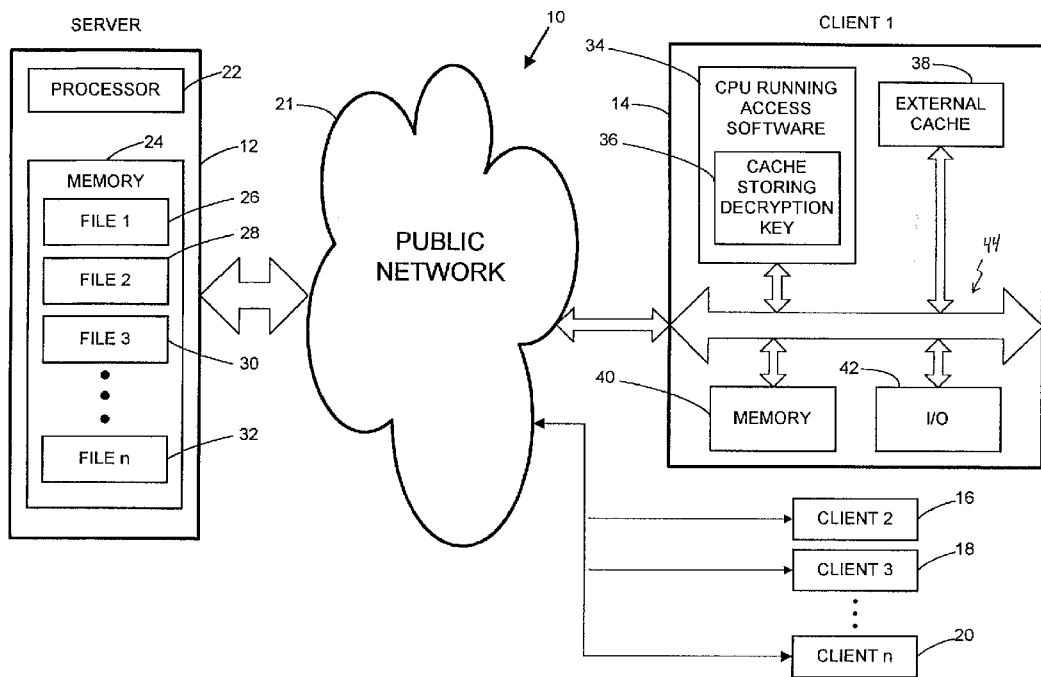 SERVER
PROCESSOR
22
24
12
MEMORY
FILE 1
26
FILE 2
28
FILE 3
30
FILE n
32
10
21
PUBLIC
NETWORK
CLIENT 1
34
14
CPU RUNNING
ACCESS
SOFTWARE
36
CACHE
STORING
DECRYPTION
KEY
38
EXTERNAL
CACHE
44
40
MEMORY
42
I/O
CLIENT 2
16
CLIENT 3
18
CLIENT n
20